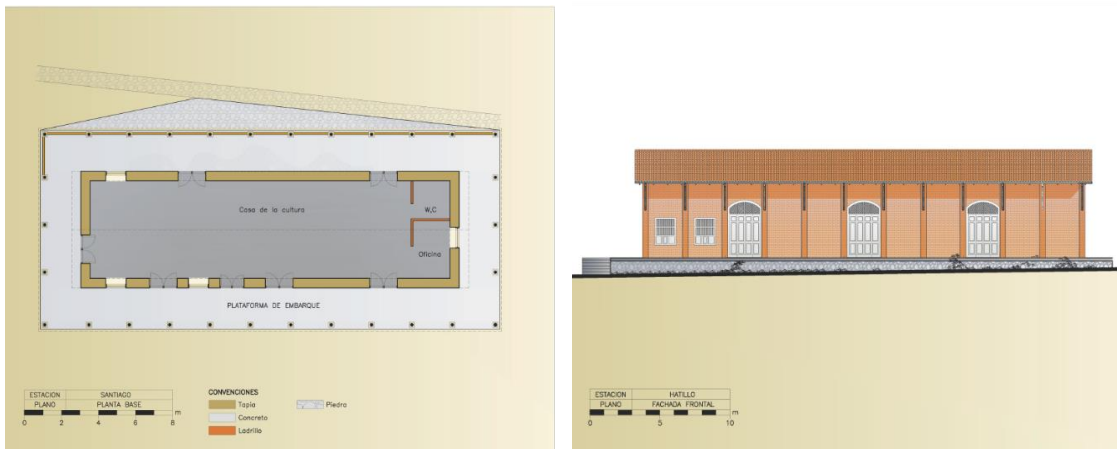 Casa de la cultura
W.C
Oficina
PLATAFORMA DE EMBARQUE
ESTACION SANTIAGO
PLANO PLANTA BASE
0 2 4 6 8 m
CONVENCIONES
Tapia
Concreto
Ladrillo
Piedra
ESTACION HATILLO
PLANO FACHADA FRONTAL
0 5 10 m